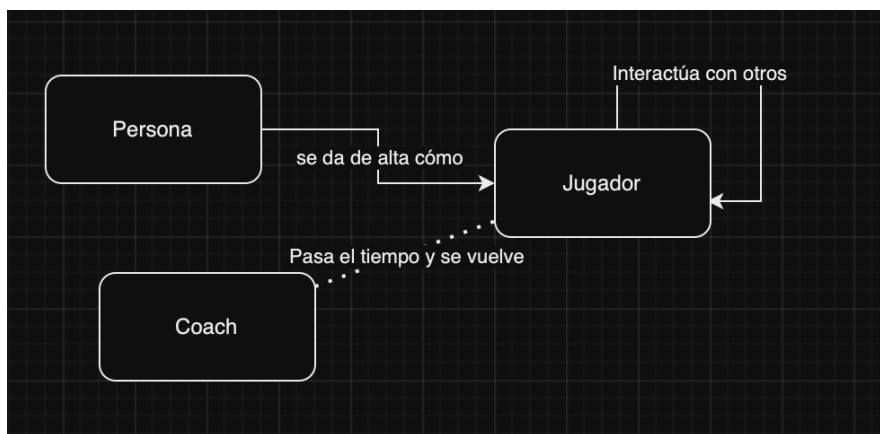 Interactúa con otros
Persona
se da de alta cómo
Jugador
Pasa el tiempo y se vuelve
Coach